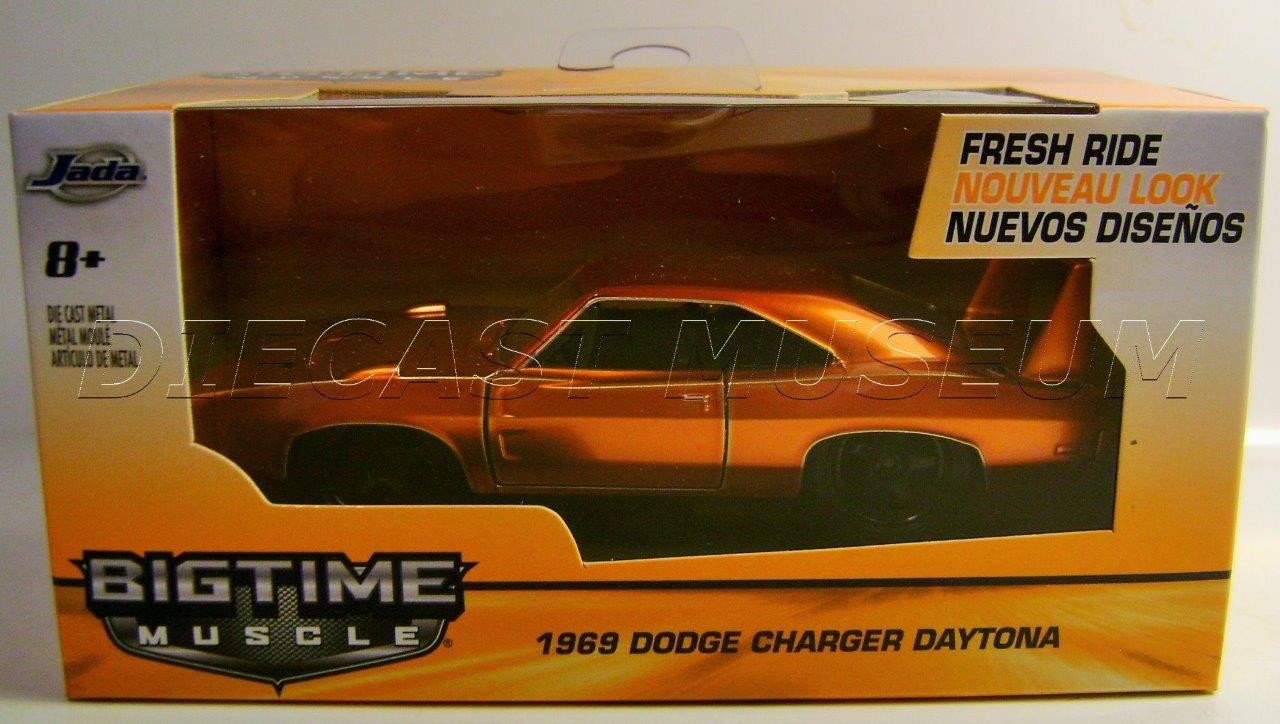 Jada
8+
DIE CAST METAL
MÉTAL MOULÉ
ARTÍCULO DE METAL
FRESH RIDE
NOUVEAU LOOK
NUEVOS DISEÑOS
DIECAST MUSEUM
BIGTIME
MUSCLE
1969 DODGE CHARGER DAYTONA